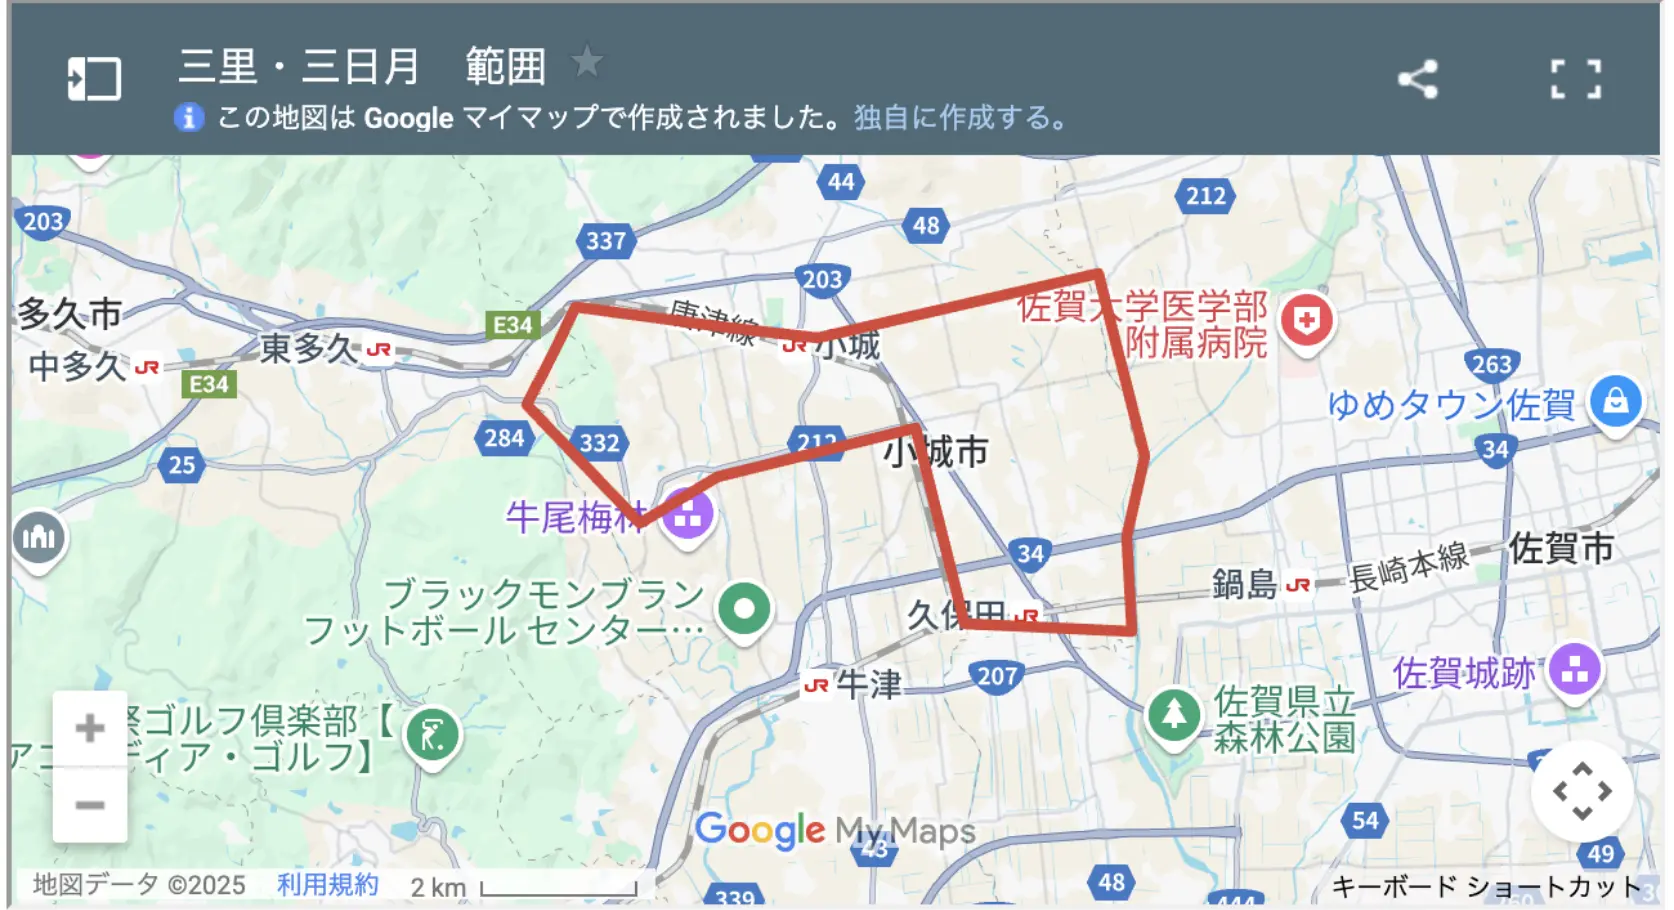 三里・三日月　範囲
この地図は Google マイマップで作成されました。独自に作成する。
44
212
203
48
337
203
多久市
E34
唐津線
佐賀大学医学部
附属病院
小城
東多久
中多久
E34
263
ゆめタウン佐賀
284
332
212
小城市
34
25
牛尾梅林
34
佐賀市
長崎本線
鍋島
ブラックモンブラン
フットボール センター…
久保田
207
牛津
佐賀城跡
佐賀県立
森林公園
ゴルフ倶楽部【
ディア・ゴルフ】
54
Google My Maps
43
49
48
339
444
地図データ ©2025
利用規約
2 km
キーボード ショートカット